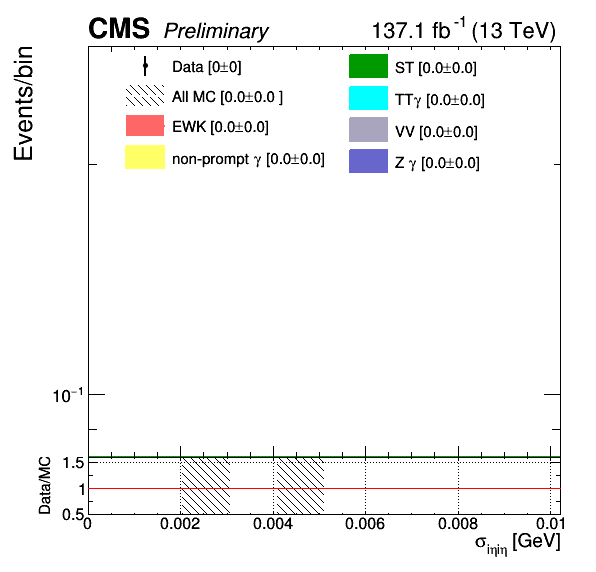 CMS Preliminary 137.1 fb⁻¹ (13 TeV)
Events/bin
Data [0±0]
All MC [0.0±0.0 ]
EWK [0.0±0.0]
non-prompt γ [0.0±0.0]
ST [0.0±0.0]
TTγ [0.0±0.0]
VV [0.0±0.0]
Z γ [0.0±0.0]
10⁻¹
Data/MC
1.5
1
0.5
0 0.002 0.004 0.006 0.008 0.01
σiηiη [GeV]